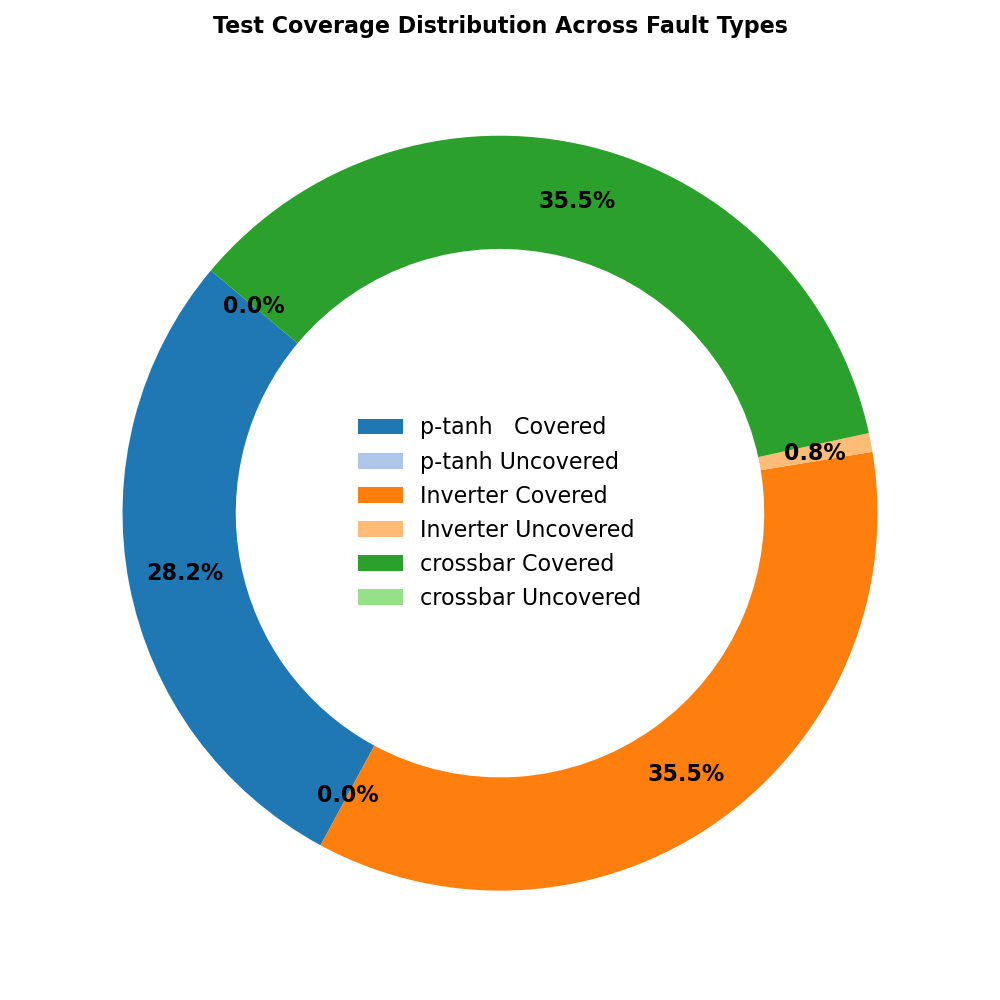 Test Coverage Distribution Across Fault Types
35.5%
0.0%
0.8%
p-tanh   Covered
p-tanh Uncovered
Inverter Covered
Inverter Uncovered
crossbar Covered
crossbar Uncovered
28.2%
35.5%
0.0%